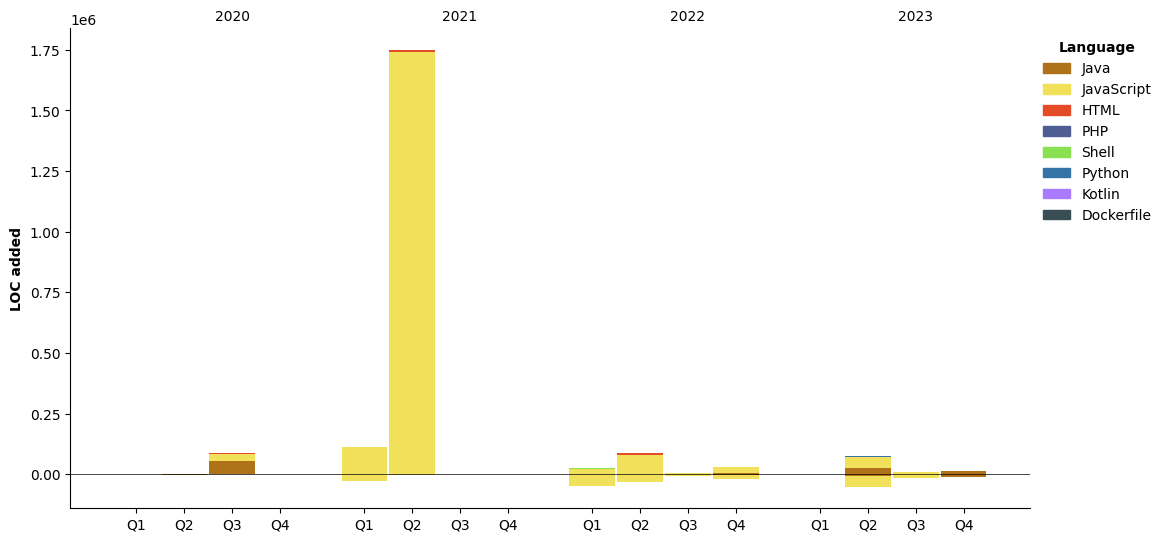 2020 2021 2022 2023
1e6
1.75
1.50
1.25
1.00
0.75
0.50
0.25
0.00
LOC added
Q1 Q2 Q3 Q4 Q1 Q2 Q3 Q4 Q1 Q2 Q3 Q4 Q1 Q2 Q3 Q4
Language
Java
JavaScript
HTML
PHP
Shell
Python
Kotlin
Dockerfile